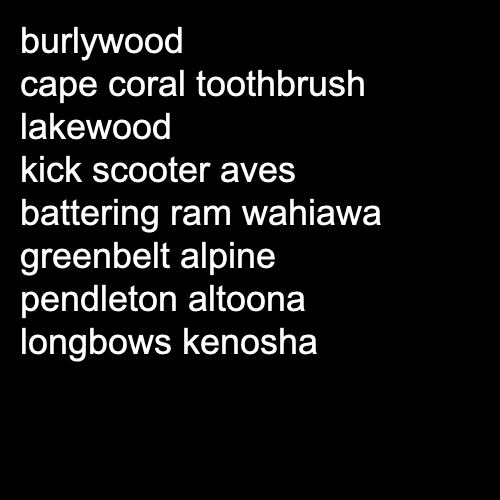 burlywood
cape coral toothbrush
lakewood
kick scooter aves
battering ram wahiawa
greenbelt alpine
pendleton altoona
longbows kenosha